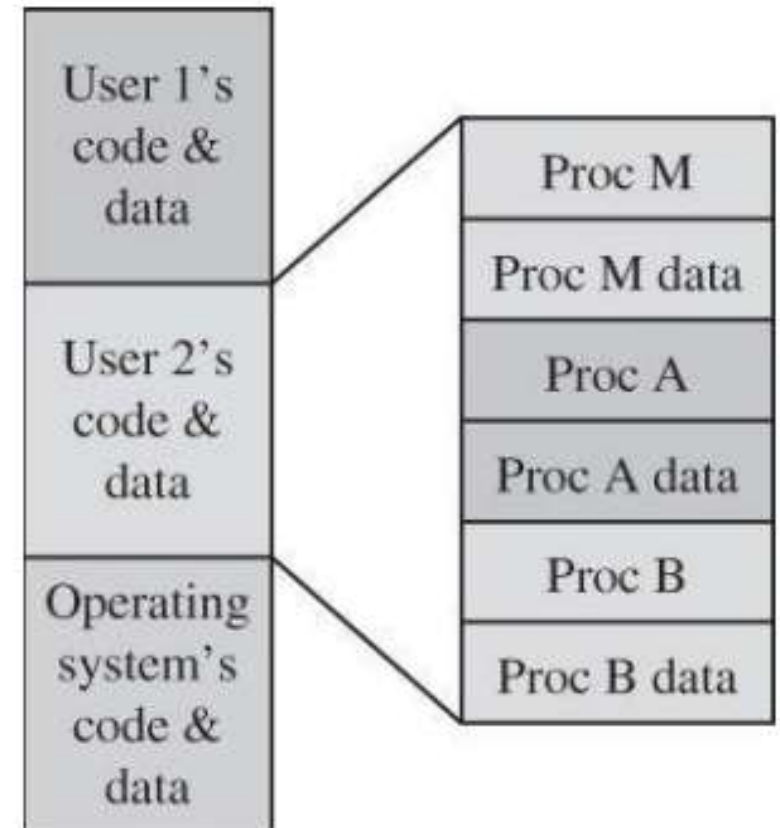 User 1’s
code &
data
User 2’s
code &
data
Operating
system’s
code &
data
Proc M
Proc M data
Proc A
Proc A data
Proc B
Proc B data